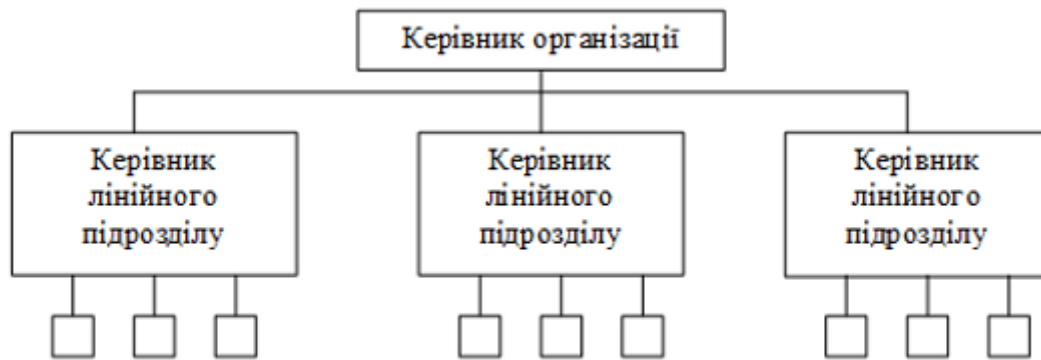 Керівник організації
Керівник
лінійного
підрозділу
Керівник
лінійного
підрозділу
Керівник
лінійного
підрозділу